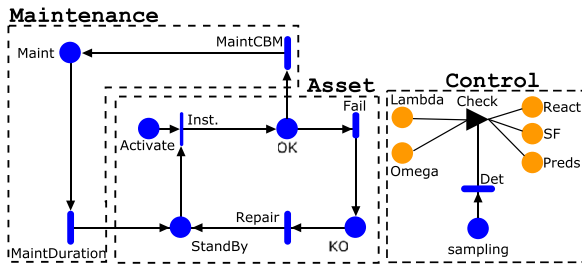 Maintenance
Maint
MaintCBM
Asset
Control
Fail
Lambda
Check
React
Inst.
Activate
OK
SF
Omega
Preds
Det
Repair
MaintDuration
StandBy
KO
sampling